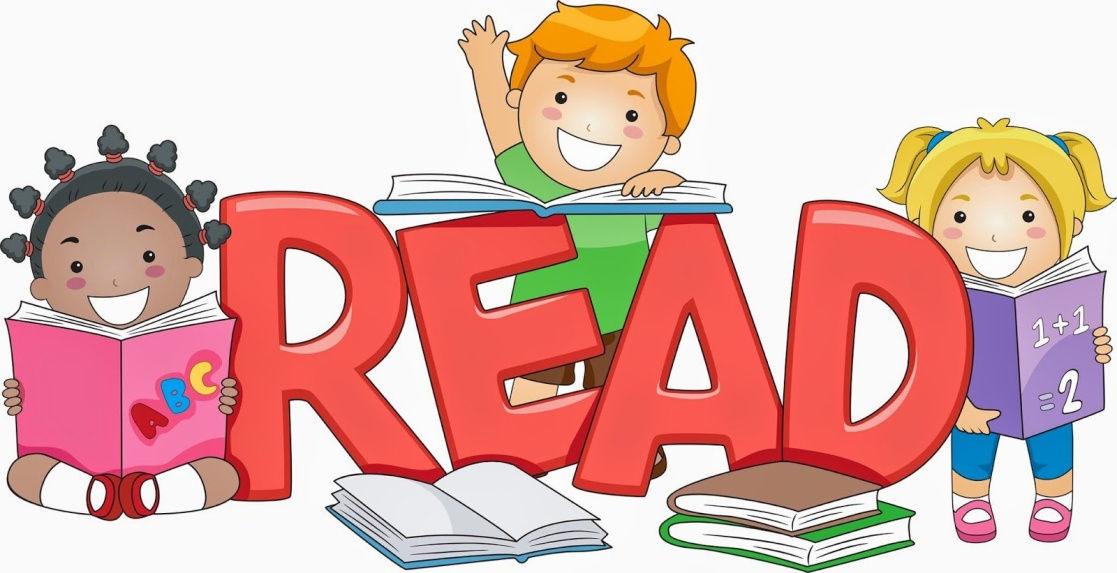 READ
ABC
1+1
=2